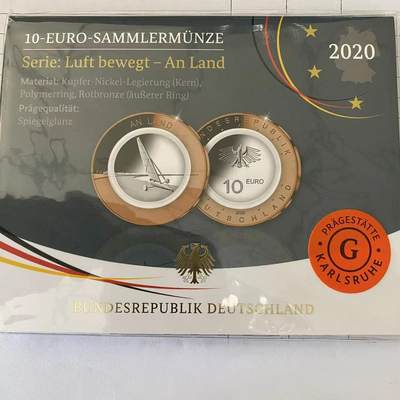 10-EURO-SAMMLERMÜNZE
2020
Serie: Luft bewegt – An Land
Material: Kupfer-Nickel-Legierung (Kern),
Polymerring, Rotbronze (äußerer Ring)
Prägequalität:
Spiegelglanz
AN LAND
BUNDESREPUBLIK
10 EURO
DEUTSCHLAND
PRÄGESTÄTTE
G
KARLSRUHE
BUNDESREPUBLIK DEUTSCHLAND